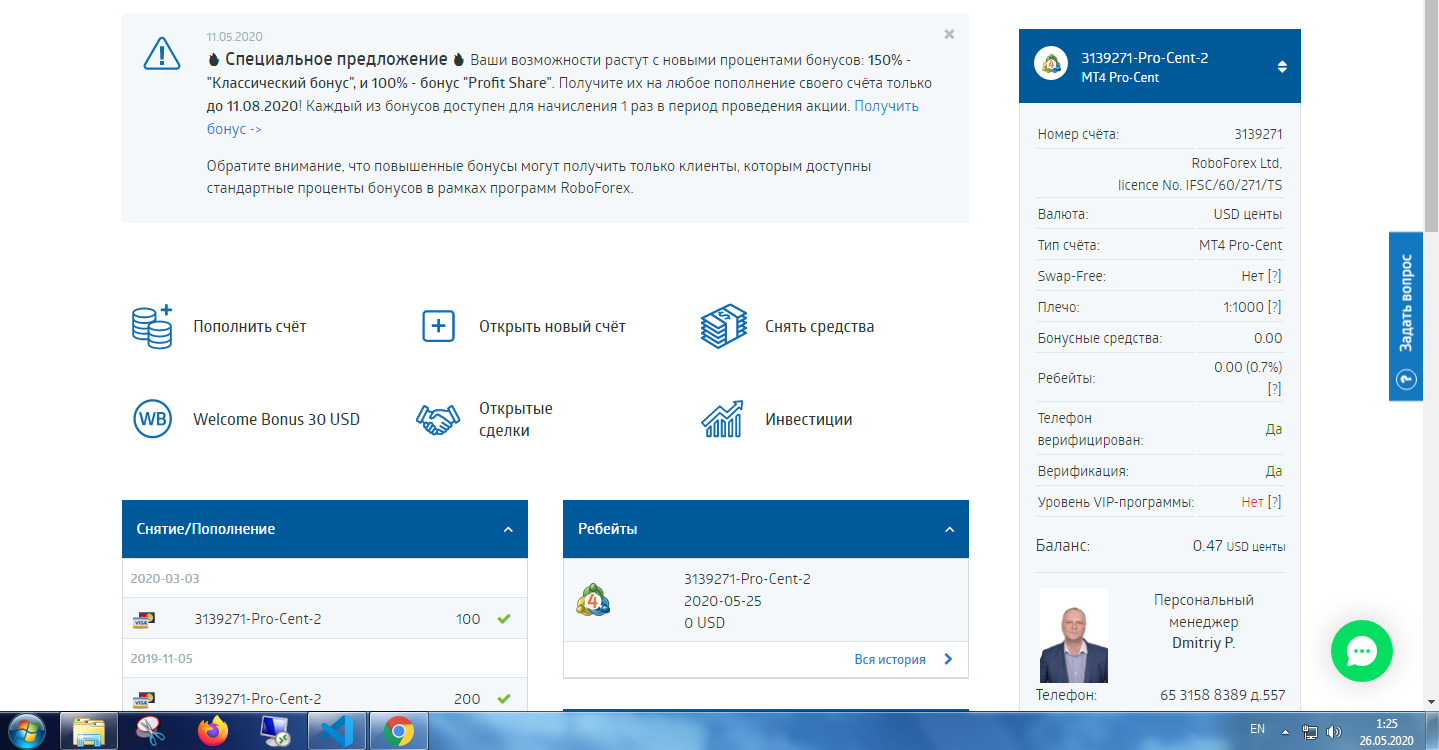 11.05.2020
Специальное предложение Ваши возможности растут с новыми процентами бонусов: 150% -
"Классический бонус", и 100% - бонус "Profit Share". Получите их на любое пополнение своего счёта только
до 11.08.2020! Каждый из бонусов доступен для начисления 1 раз в период проведения акции. Получить
бонус ->
Обратите внимание, что повышенные бонусы могут получить только клиенты, которым доступны
стандартные проценты бонусов в рамках программ RoboForex.
Пополнить счёт
Открыть новый счёт
Снять средства
WB
Welcome Bonus 30 USD
Открытые
сделки
Инвестиции
Снятие/Пополнение
2020-03-03
VISA 3139271-Pro-Cent-2 100
2019-11-05
VISA 3139271-Pro-Cent-2 200
Ребейты
4
3139271-Pro-Cent-2
2020-05-25
0 USD
Вся история
4
3139271-Pro-Cent-2
MT4 Pro-Cent
Номер счёта: 3139271
RoboForex Ltd,
licence No. IFSC/60/271/TS
Валюта: USD центы
Тип счёта: MT4 Pro-Cent
Swap-Free: Нет [?]
Плечо: 1:1000 [?]
Бонусные средства: 0.00
Ребейты: 0.00 (0.7%)
[?]
Телефон
верифицирован: Да
Верификация: Да
Уровень VIP-программы: Нет [?]
Баланс: 0.47 USD центы
Персональный
менеджер
Dmitriy P.
Телефон: 65 3158 8389 д.557
Задать вопрос
?
EN
1:25
26.05.2020